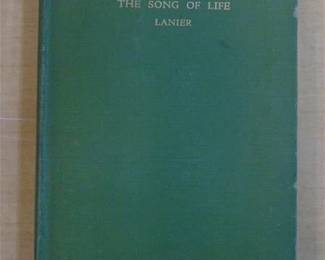 THE SONG OF LIFE
LANIER